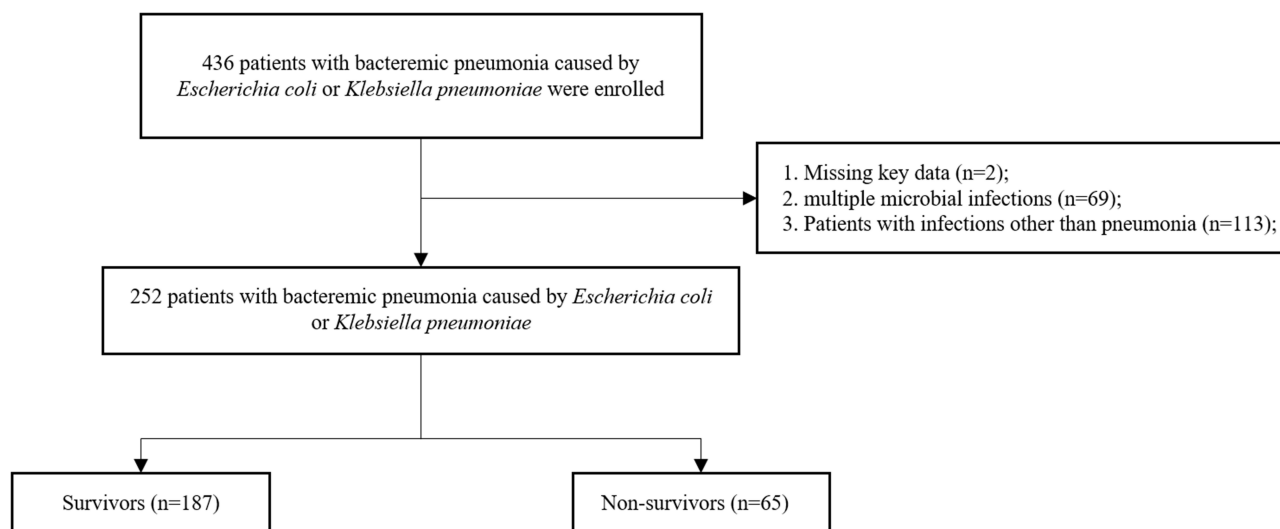 436 patients with bacteremic pneumonia caused by
Escherichia coli or Klebsiella pneumoniae were enrolled
1. Missing key data (n=2);
2. multiple microbial infections (n=69);
3. Patients with infections other than pneumonia (n=113);
252 patients with bacteremic pneumonia caused by Escherichia coli
or Klebsiella pneumoniae
Survivors (n=187)
Non-survivors (n=65)